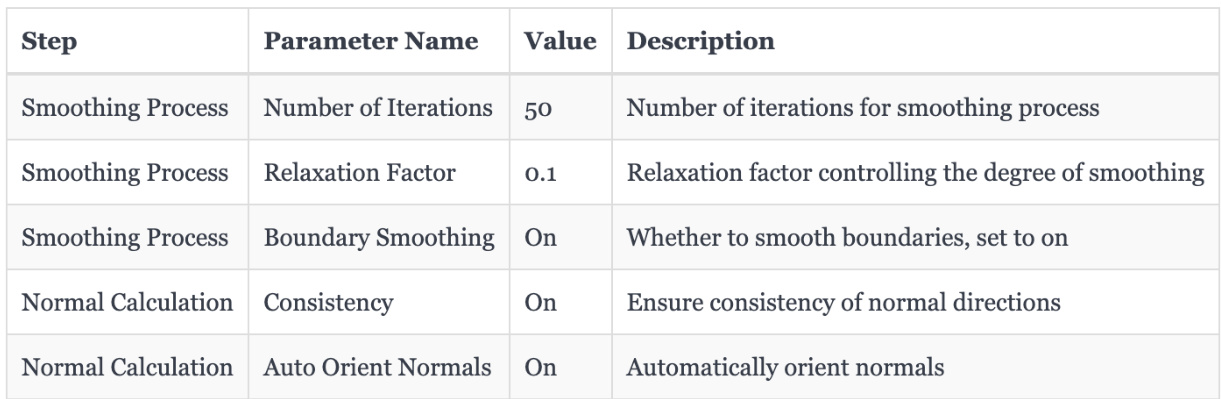 Step Parameter Name Value Description
Smoothing Process Number of Iterations 50 Number of iterations for smoothing process
Smoothing Process Relaxation Factor 0.1 Relaxation factor controlling the degree of smoothing
Smoothing Process Boundary Smoothing On Whether to smooth boundaries, set to on
Normal Calculation Consistency On Ensure consistency of normal directions
Normal Calculation Auto Orient Normals On Automatically orient normals